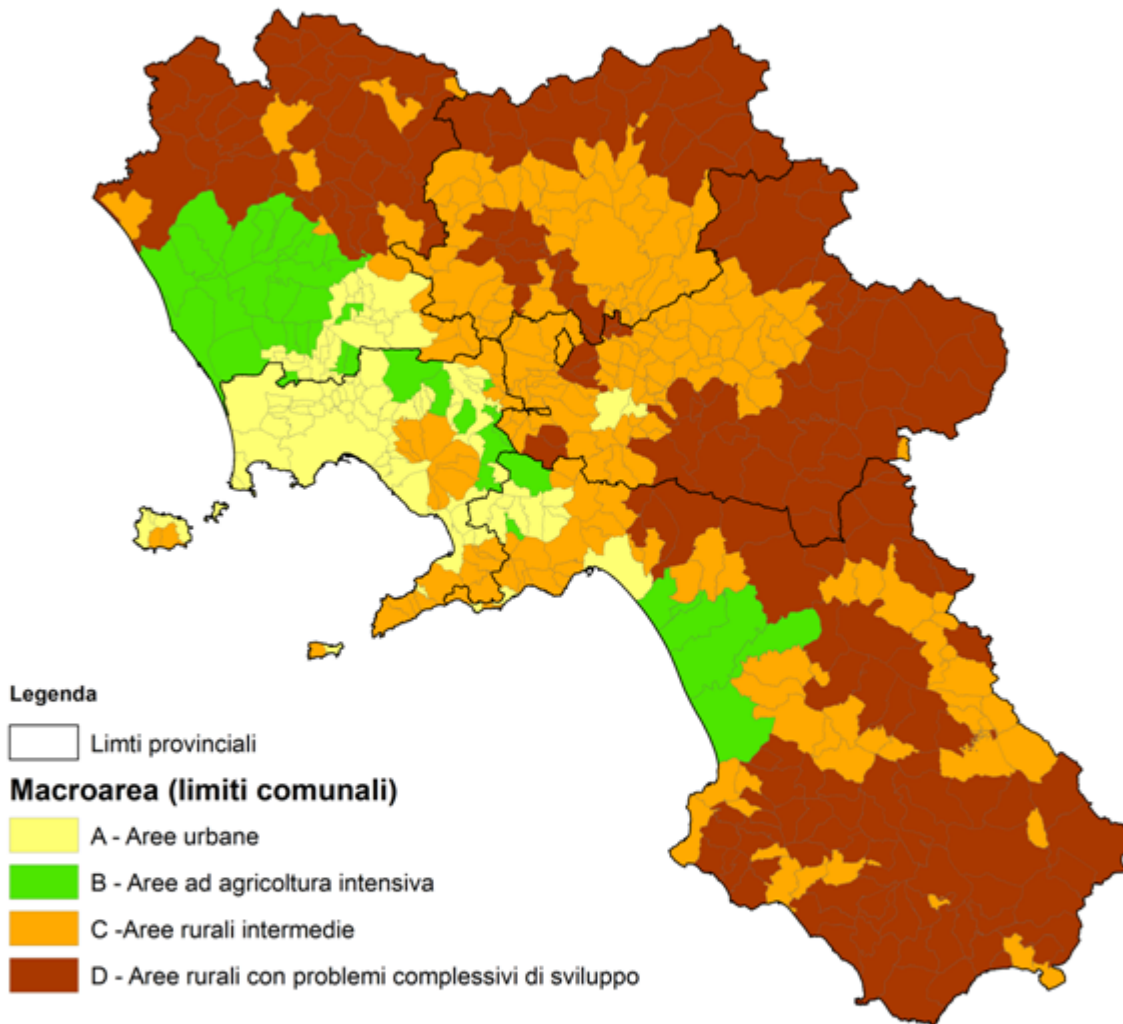 Legenda
Limti provinciali
Macroarea (limiti comunali)
A - Aree urbane
B - Aree ad agricoltura intensiva
C -Aree rurali intermedie
D - Aree rurali con problemi complessivi di sviluppo